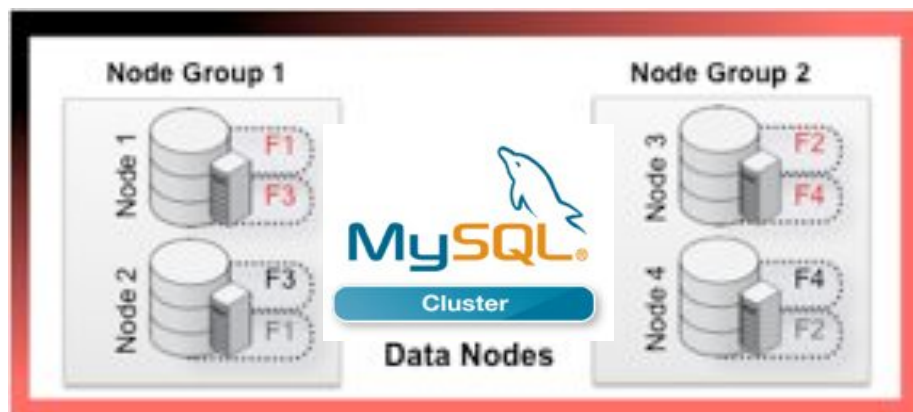 Node Group 1
Node 1
F1
F3
Node 2
F3
F1
MySQL®
Cluster
Data Nodes
Node Group 2
Node 3
F2
F4
Node 4
F4
F2